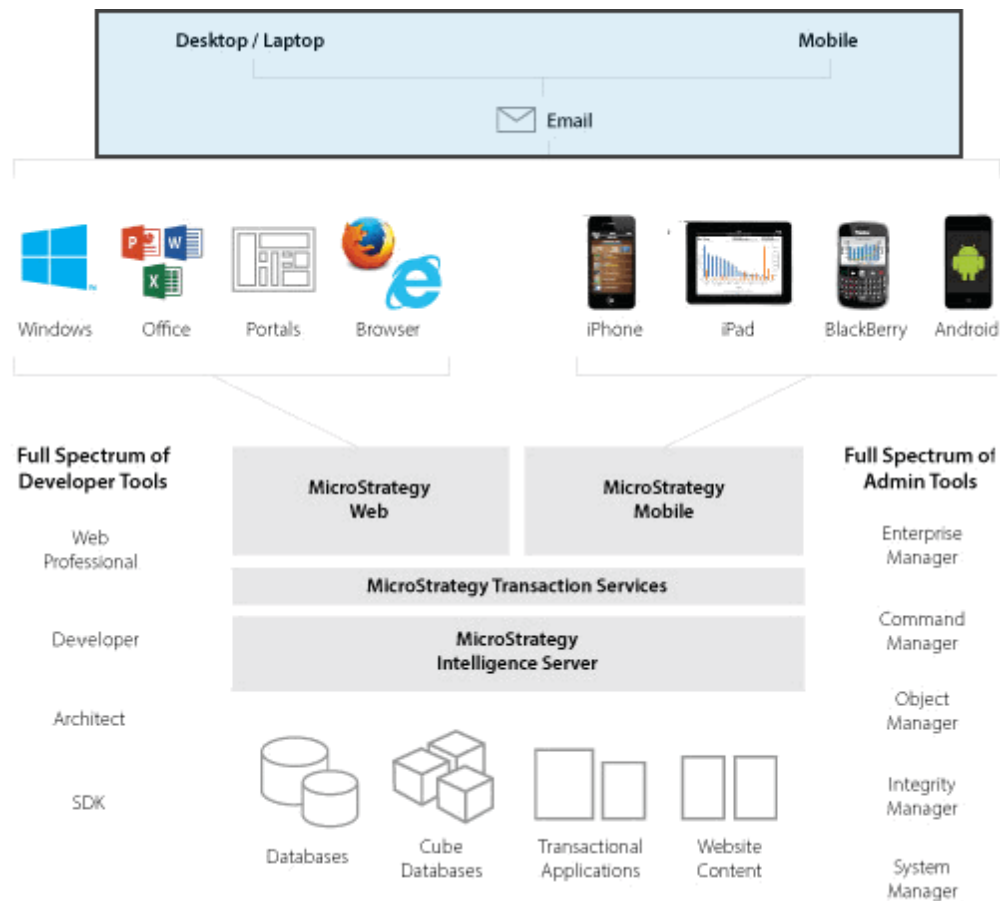 Desktop / Laptop
Mobile
Email
P
W
X
Windows
Office
Portals
Browser
iPhone
iPad
BlackBerry
Android
Full Spectrum of
Developer Tools
Web
Professional
Developer
Architect
SDK
MicroStrategy
Web
MicroStrategy
Mobile
MicroStrategy Transaction Services
MicroStrategy
Intelligence Server
Databases
Cube
Databases
Transactional
Applications
Website
Content
Full Spectrum of
Admin Tools
Enterprise
Manager
Command
Manager
Object
Manager
Integrity
Manager
System
Manager